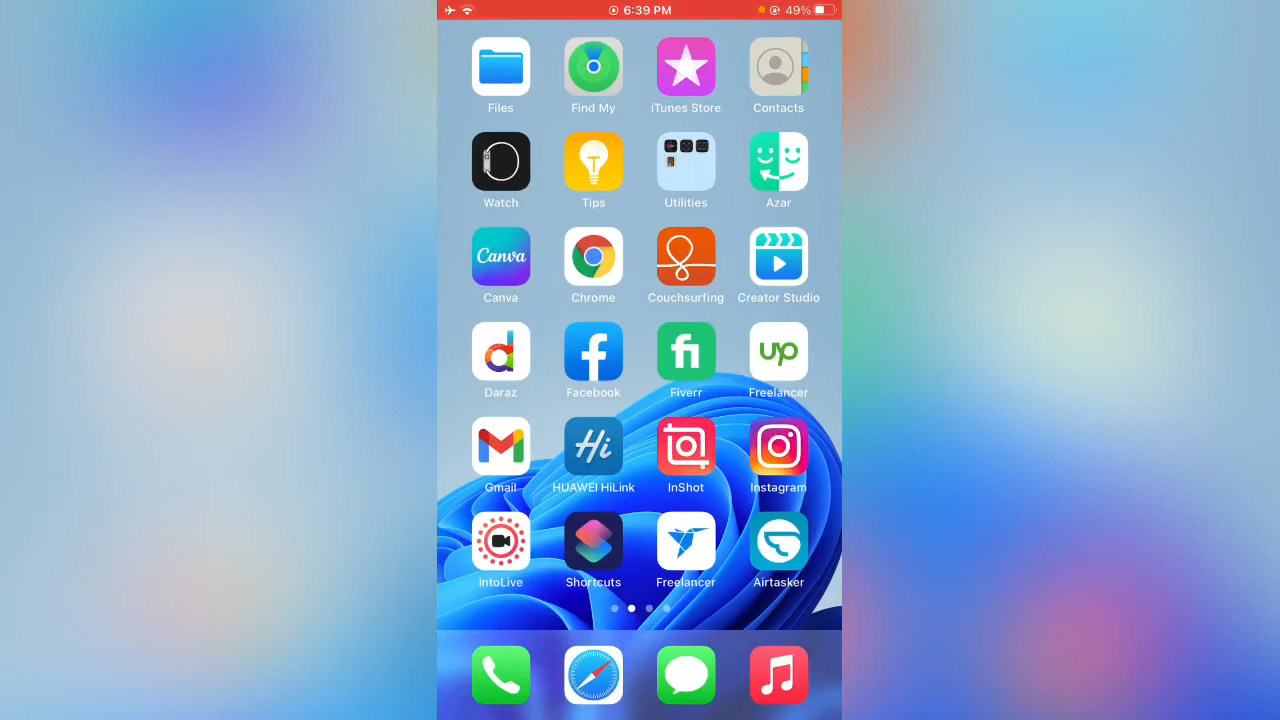 6:39 PM 49%
Files Find My iTunes Store Contacts
Watch Tips Utilities Azar
Canva
Canva Chrome Couchsurfing Creator Studio
d fi up
Daraz Facebook Fiverr Freelancer
Hi
Gmail HUAWEI HiLink InShot Instagram
intoLive Shortcuts Freelancer Airtasker